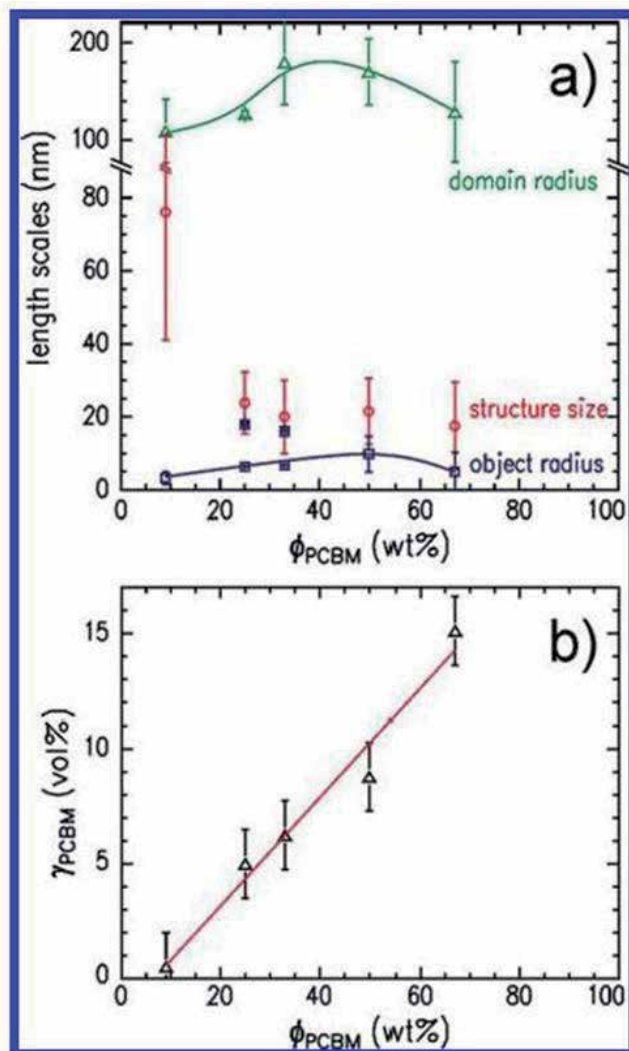 a)
200
100
80
60
40
20
0
length scales (nm)
domain radius
structure size
object radius
0 20 40 60 80 100
ϕPCBM (wt%)
b)
15
10
5
0
γPCBM (vol%)
0 20 40 60 80 100
ϕPCBM (wt%)